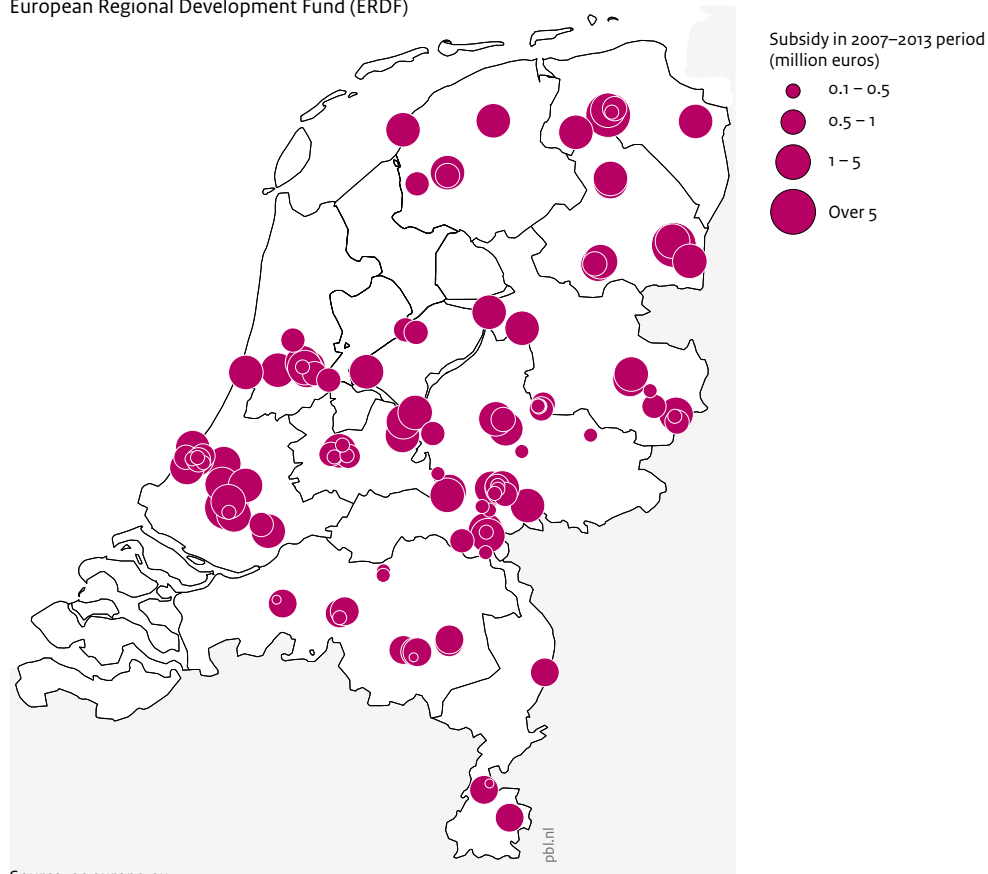 European Regional Development Fund (ERDF)
Subsidy in 2007–2013 period
(million euros)
0.1 – 0.5
0.5 – 1
1 – 5
Over 5
pbl.nl